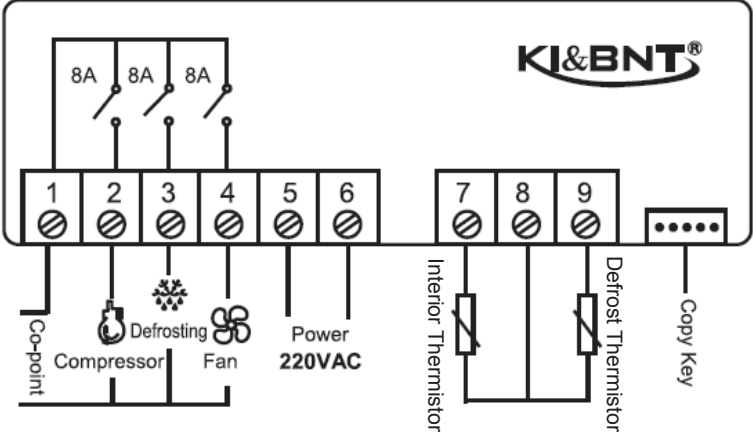 KI&BNT®
8A 8A 8A
1 2 3 4 5 6 7 8 9
Co-point
Compressor
Defrosting
Fan
Power
220VAC
Interior Thermistor
Defrost Thermistor
Copy Key